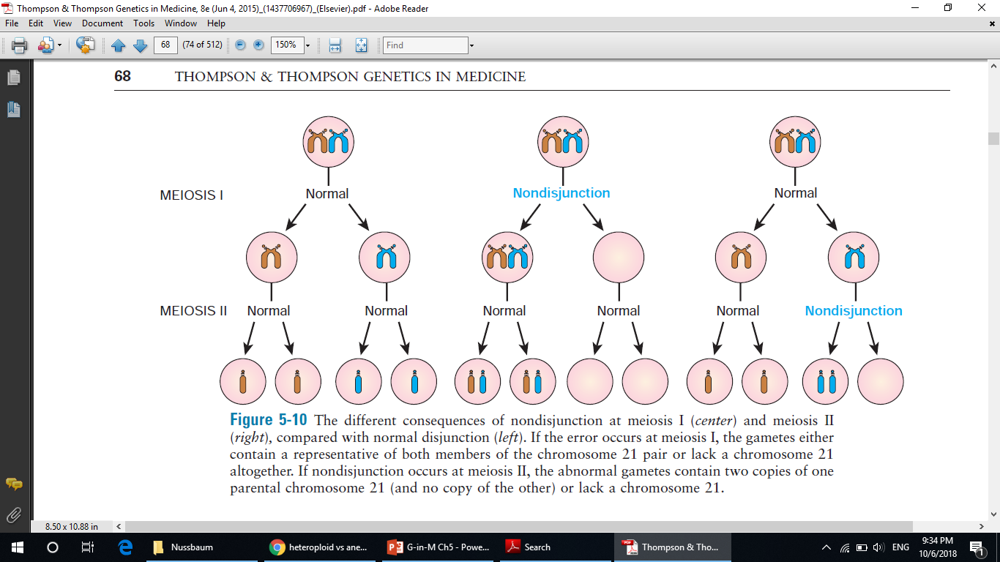 Thompson & Thompson Genetics in Medicine, 8e (Jun 4, 2015)_(1437706967)_(Elsevier).pdf - Adobe Reader
File Edit View Document Tools Window Help
68 (74 of 512) 150% Find
68 THOMPSON & THOMPSON GENETICS IN MEDICINE
MEIOSIS I Normal Nondisjunction Normal
MEIOSIS II Normal Normal Normal Normal Normal Nondisjunction
Figure 5-10 The different consequences of nondisjunction at meiosis I (center) and meiosis II
(right), compared with normal disjunction (left). If the error occurs at meiosis I, the gametes either
contain a representative of both members of the chromosome 21 pair or lack a chromosome 21
altogether. If nondisjunction occurs at meiosis II, the abnormal gametes contain two copies of one
parental chromosome 21 (and no copy of the other) or lack a chromosome 21.
8.50 x 10.88 in
Nussbaum heteroploid vs ane... G-in-M Ch5 - Powe... Search Thompson & Tho... ENG 9:34 PM
10/6/2018 1